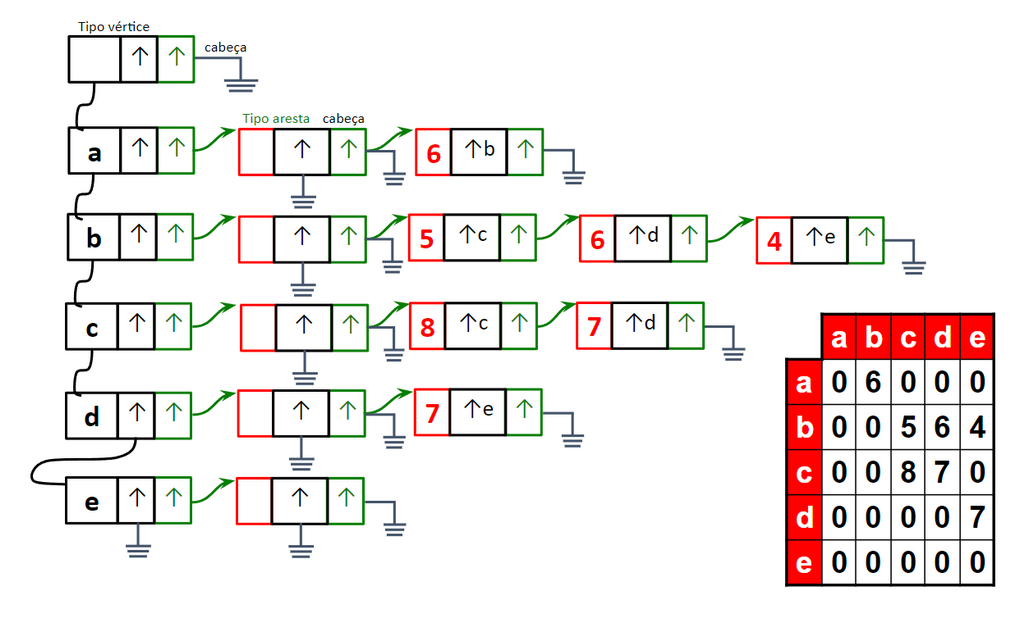 Tipo vértice
↑ ↑ cabeça
Tipo aresta cabeça
a ↑ ↑ ↑ ↑ 6 ↑b ↑
b ↑ ↑ ↑ ↑ 5 ↑c ↑ 6 ↑d ↑ 4 ↑e ↑
c ↑ ↑ ↑ ↑ 8 ↑c ↑ 7 ↑d ↑
d ↑ ↑ ↑ ↑ 7 ↑e ↑
e ↑ ↑ ↑ ↑
a b c d e
a 0 6 0 0 0
b 0 0 5 6 4
c 0 0 8 7 0
d 0 0 0 0 7
e 0 0 0 0 0